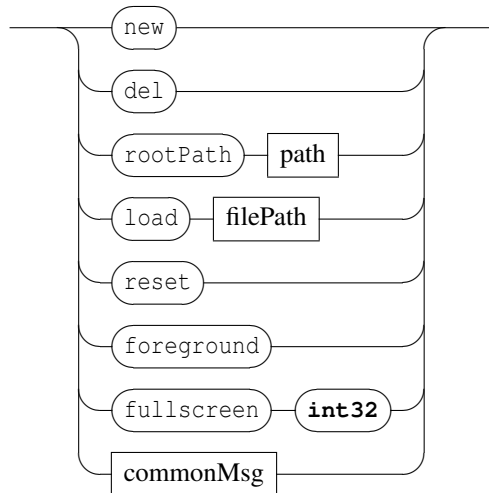 new
del
rootPath path
load filePath
reset
foreground
fullscreen int32
commonMsg